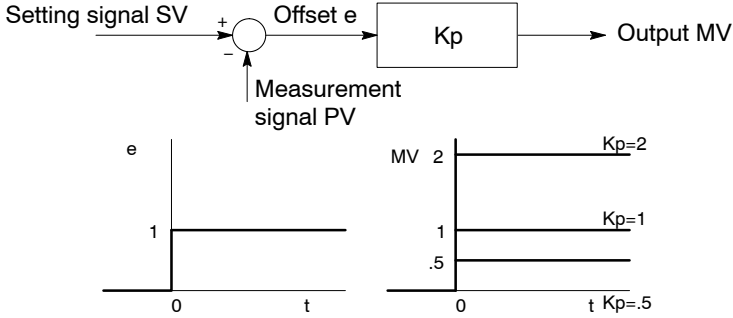 Setting signal SV
+
Offset e
Kp
Output MV
−
Measurement
signal PV
e
1
0
t
MV
2
Kp=2
1
Kp=1
.5
0
t
Kp=.5